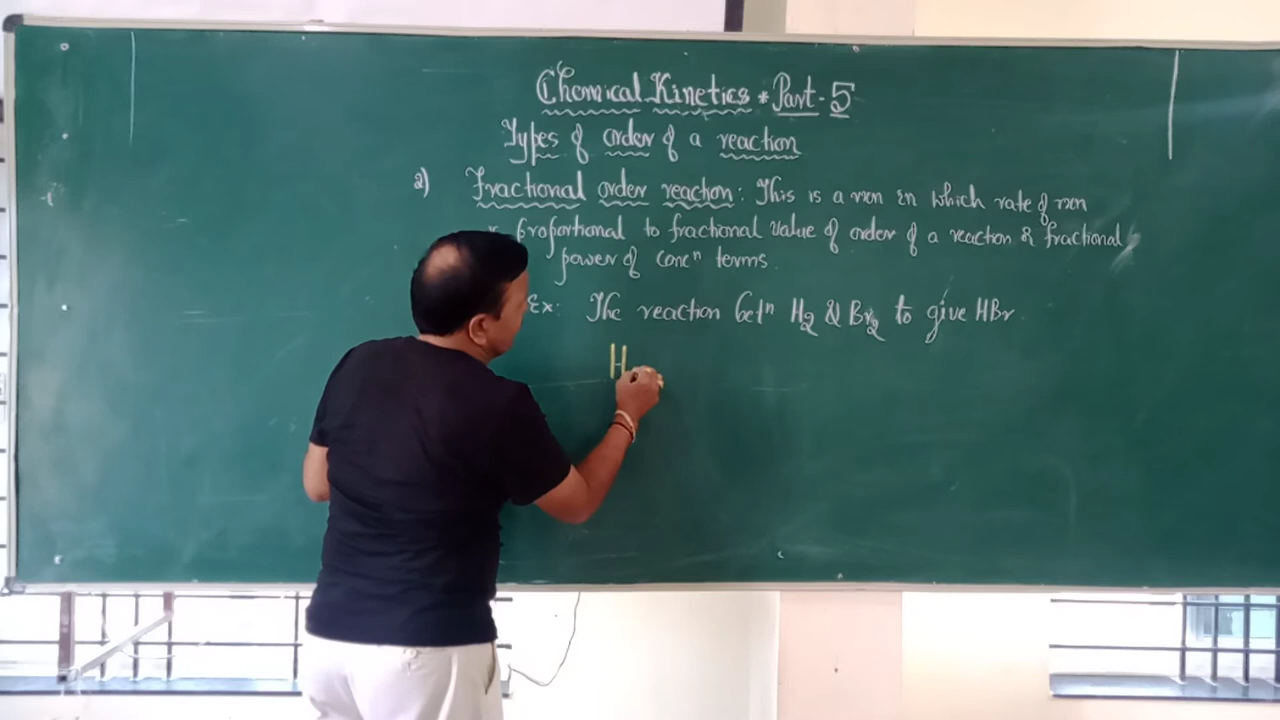 Chemical Kinetics * Part - 5
Types of order of a reaction
2) Fractional order reaction : This is a rxn in which rate of rxn
proportional to fractional value of order of a reaction & fractional
power of concⁿ terms.
Ex: The reaction betⁿ H₂ & Br₂ to give HBr.
H